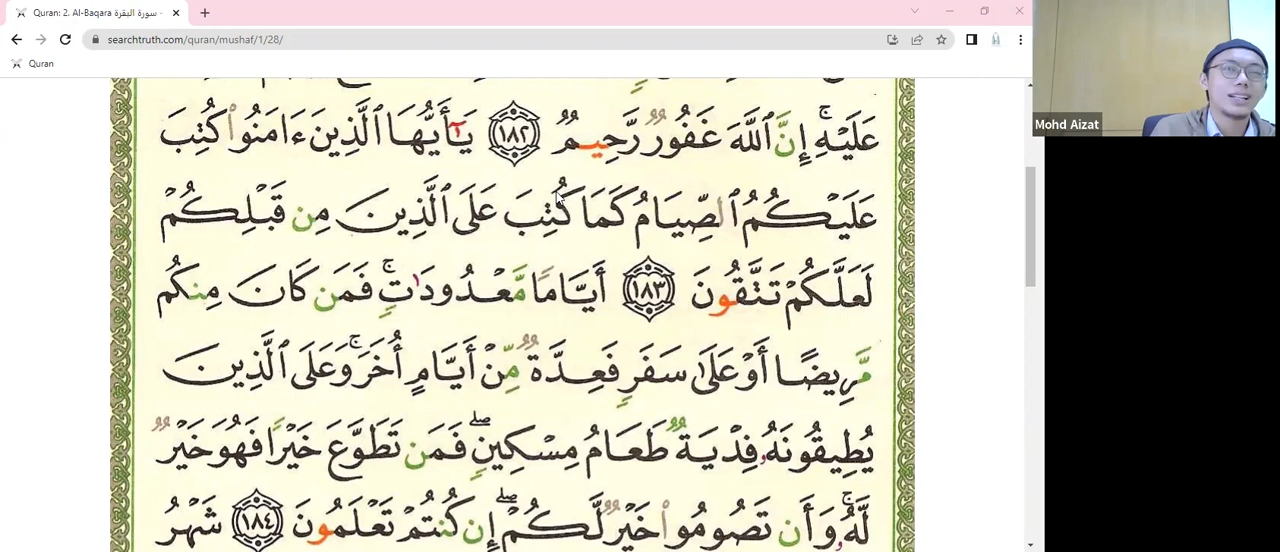 Quran: 2. Al-Baqara سورة البقرة -
searchtruth.com/quran/mushaf/1/28/
Quran
Mohd Aizat
عَلَيْهِ ۚ إِنَّ ٱللَّهَ غَفُورٌ رَّحِيمٌ ١٨٢ يَٰٓأَيُّهَا ٱلَّذِينَ ءَامَنُوا۟ كُتِبَ
عَلَيْكُمُ ٱلصِّيَامُ كَمَا كُتِبَ عَلَى ٱلَّذِينَ مِن قَبْلِكُمْ
لَعَلَّكُمْ تَتَّقُونَ ١٨٣ أَيَّامًا مَّعْدُودَٰتٍ ۚ فَمَن كَانَ مِنكُم
مَّرِيضًا أَوْ عَلَىٰ سَفَرٍ فَعِدَّةٌ مِّنْ أَيَّامٍ أُخَرَ ۚ وَعَلَى ٱلَّذِينَ
يُطِيقُونَهُۥ فِدْيَةٌ طَعَامُ مِسْكِينٍ ۖ فَمَن تَطَوَّعَ خَيْرًا فَهُوَ خَيْرٌ
لَّهُۥ ۚ وَأَن تَصُومُوا۟ خَيْرٌ لَّكُمْ ۖ إِن كُنتُمْ تَعْلَمُونَ ١٨٤ شَهْرُ